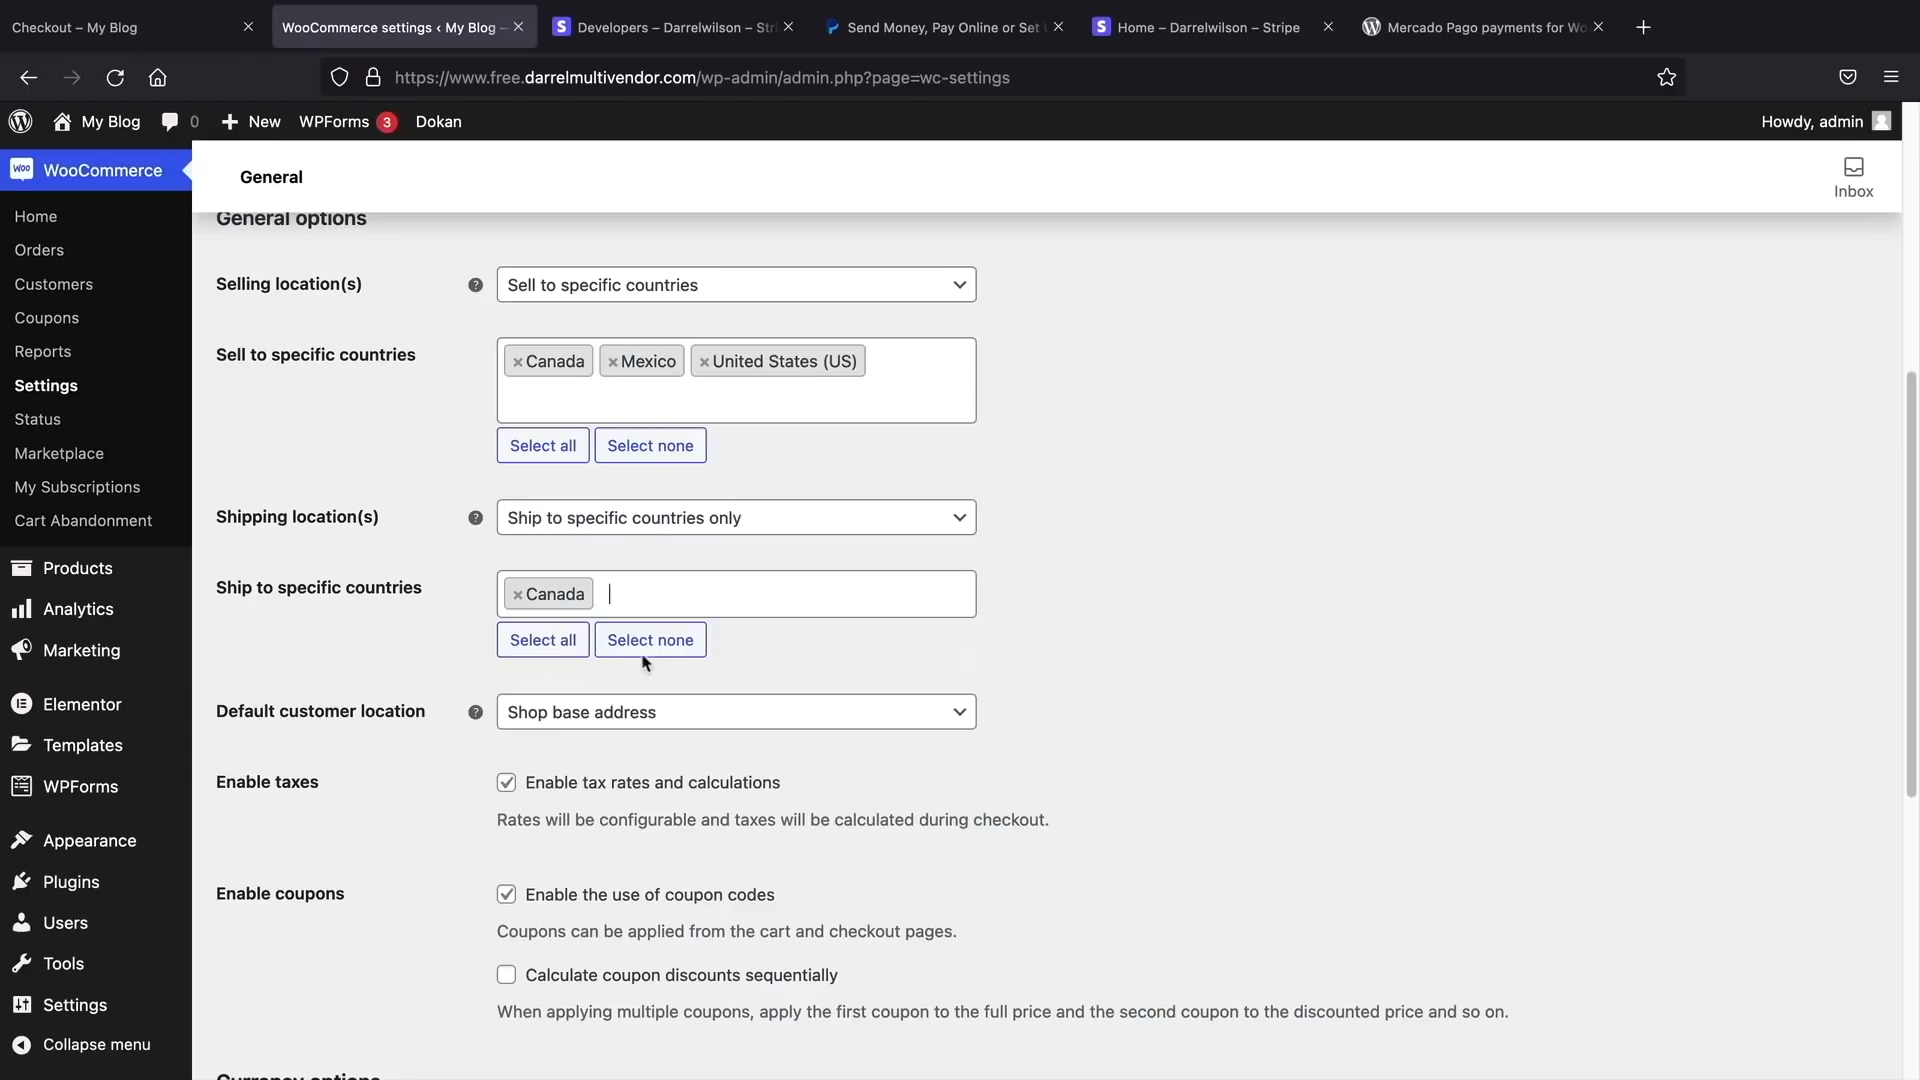 Checkout – My Blog
WooCommerce settings ‹ My Blog –
Developers – Darrelwilson – Str
Send Money, Pay Online or Set
Home – Darrelwilson – Stripe
Mercado Pago payments for Wo
https://www.free.darrelmultivendor.com/wp-admin/admin.php?page=wc-settings
My Blog
0
New
WPForms 3
Dokan
Howdy, admin
WooCommerce
Home
Orders
Customers
Coupons
Reports
Settings
Status
Marketplace
My Subscriptions
Cart Abandonment
Products
Analytics
Marketing
Elementor
Templates
WPForms
Appearance
Plugins
Users
Tools
Settings
Collapse menu
General
Inbox
General options
Selling location(s)
Sell to specific countries
Sell to specific countries
×Canada ×Mexico ×United States (US)
Select all Select none
Shipping location(s)
Ship to specific countries only
Ship to specific countries
×Canada
Select all Select none
Default customer location
Shop base address
Enable taxes
Enable tax rates and calculations
Rates will be configurable and taxes will be calculated during checkout.
Enable coupons
Enable the use of coupon codes
Coupons can be applied from the cart and checkout pages.
Calculate coupon discounts sequentially
When applying multiple coupons, apply the first coupon to the full price and the second coupon to the discounted price and so on.
Currency options